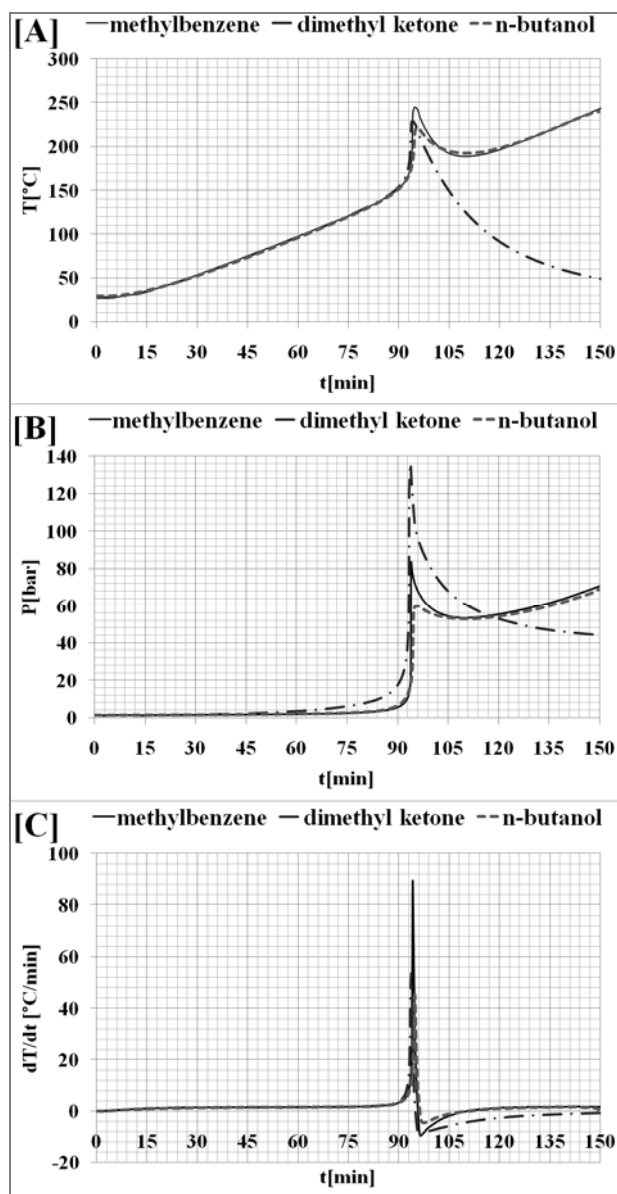 [A] methylbenzene dimethyl ketone n-butanol
300
250
200
150
100
50
0
T[°C]
0 15 30 45 60 75 90 105 120 135 150
t[min]
[B] methylbenzene dimethyl ketone n-butanol
140
120
100
80
60
40
20
0
P[bar]
0 15 30 45 60 75 90 105 120 135 150
t[min]
[C] methylbenzene dimethyl ketone n-butanol
100
80
60
40
20
0
-20
dT/dt [°C/min]
0 15 30 45 60 75 90 105 120 135 150
t[min]